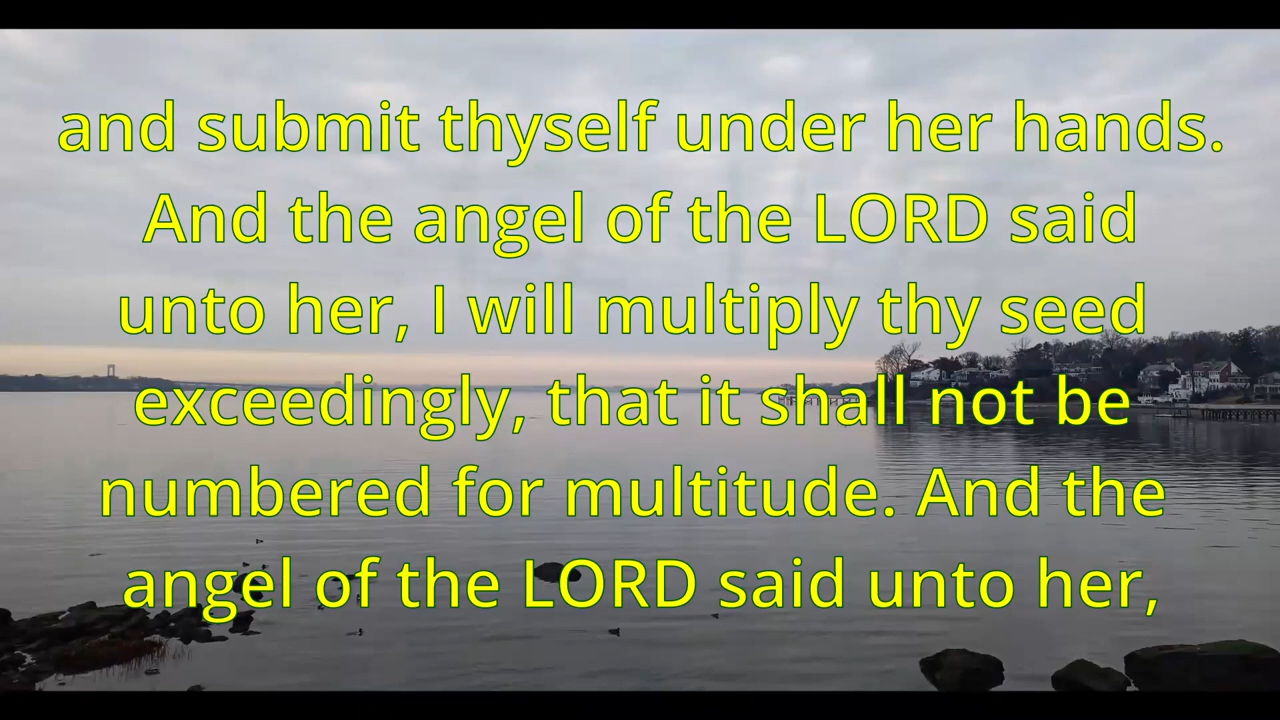 and submit thyself under her hands.
And the angel of the LORD said
unto her, I will multiply thy seed
exceedingly, that it shall not be
numbered for multitude. And the
angel of the LORD said unto her,